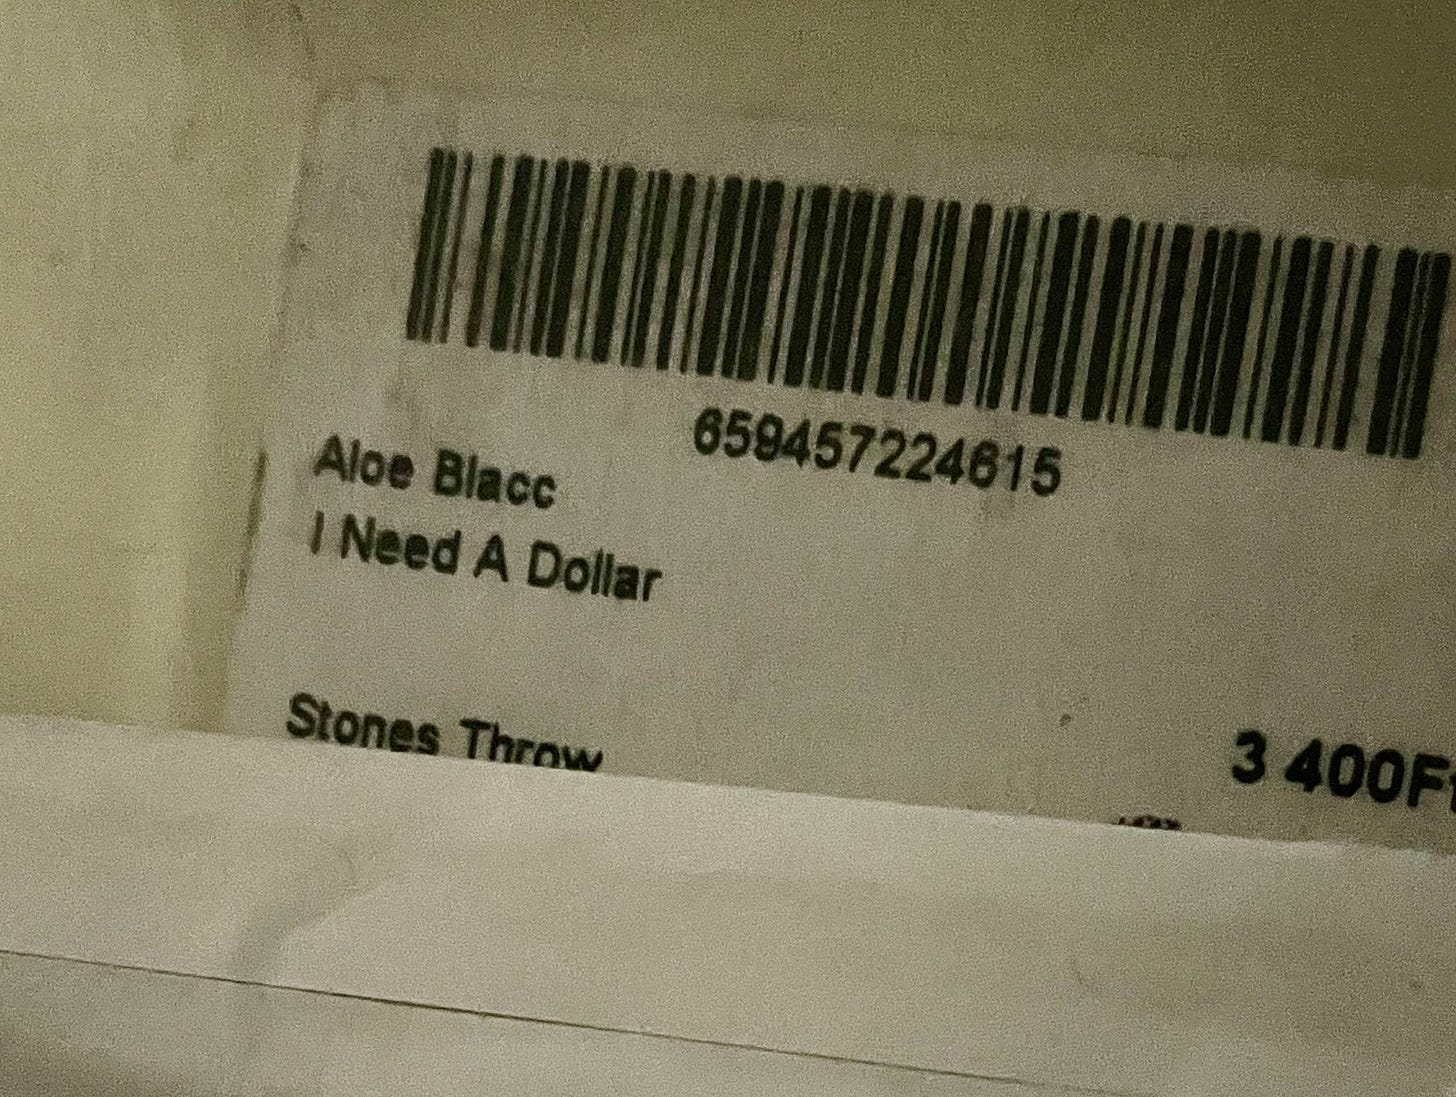 659457224615
Aloe Blacc
I Need A Dollar
Stones Throw
3 400Ft